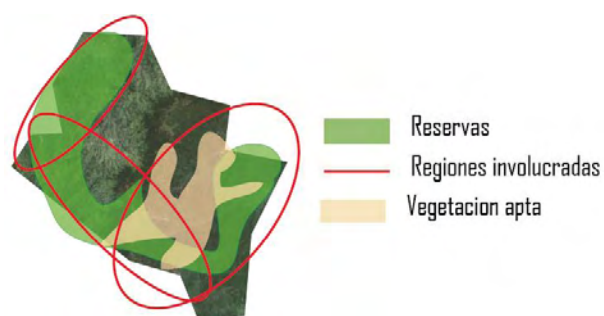 Reservas
Regiones involucradas
Vegetacion apta